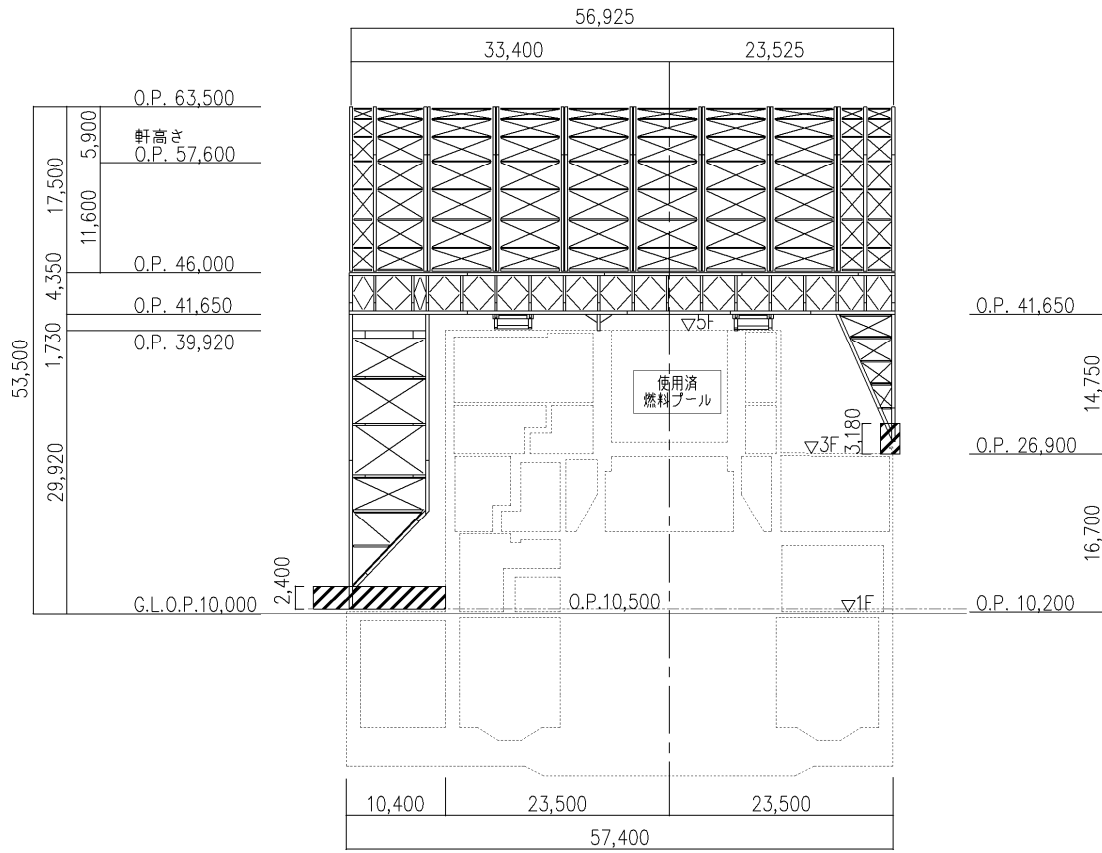 56,925
33,400
23,525
O.P. 63,500
5,900
軒高さ
O.P. 57,600
17,500
11,600
O.P. 46,000
4,350
O.P. 41,650
O.P. 41,650
▽5F
1,730
O.P. 39,920
53,500
使用済
燃料プール
14,750
3,180
▽3F
O.P. 26,900
29,920
16,700
2,400
G.L.O.P.10,000
O.P.10,500
▽1F
O.P. 10,200
10,400
23,500
23,500
57,400